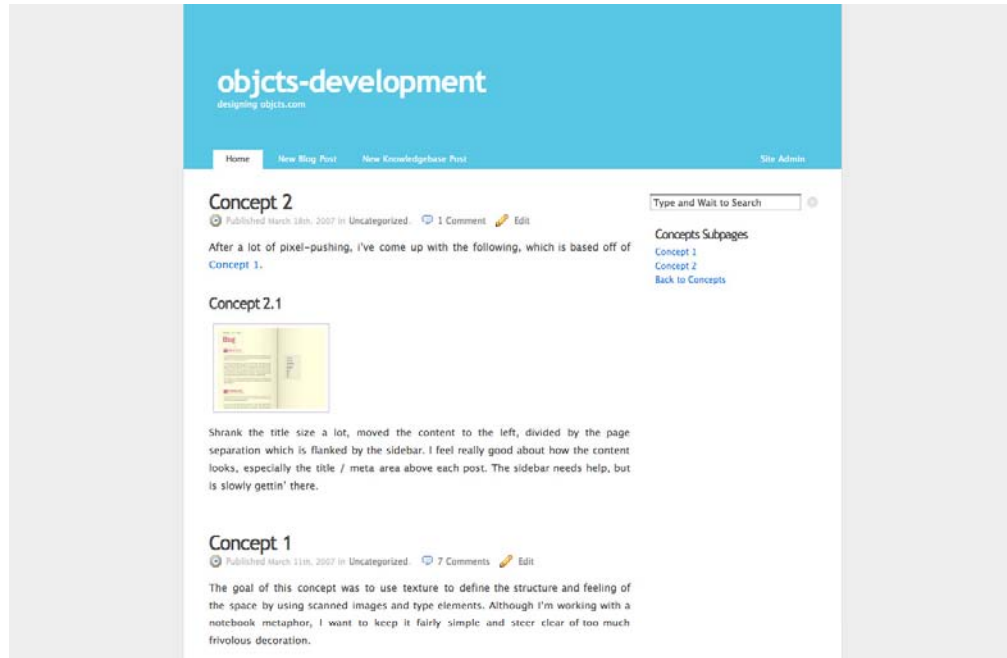 objcts-development
designing objcts.com
Home New Blog Post New Knowledgebase Post Site Admin
Concept 2
Published March 18th, 2007 in Uncategorized. 1 Comment Edit
After a lot of pixel-pushing, i've come up with the following, which is based off of
Concept 1.
Concept 2.1
Blog
Shrank the title size a lot, moved the content to the left, divided by the page
separation which is flanked by the sidebar. I feel really good about how the content
looks, especially the title / meta area above each post. The sidebar needs help, but
is slowly gettin' there.
Concept 1
Published March 11th, 2007 in Uncategorized. 7 Comments Edit
The goal of this concept was to use texture to define the structure and feeling of
the space by using scanned images and type elements. Although I'm working with a
notebook metaphor, I want to keep it fairly simple and steer clear of too much
frivolous decoration.
Type and Wait to Search
Concepts Subpages
Concept 1
Concept 2
Back to Concepts